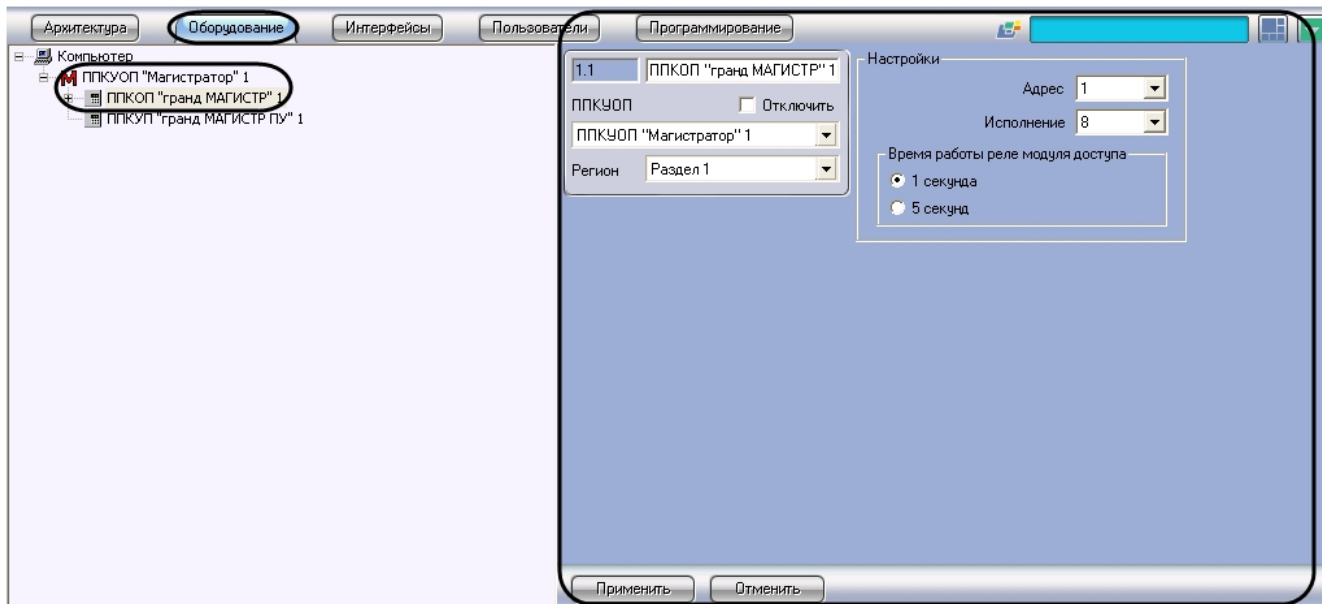 Архитектура Оборудование Интерфейсы Пользователи Программирование
Компьютер
ППКУОП "Магистратор" 1
ППКОП "гранд МАГИСТР" 1
ППКУП "гранд МАГИСТР ПУ" 1
1.1 ППКОП "гранд МАГИСТР" 1
ППКУОП Отключить
ППКУОП "Магистратор" 1
Регион Раздел 1
Настройки
Адрес 1
Исполнение 8
Время работы реле модуля доступа
1 секунда
5 секунд
Применить Отменить